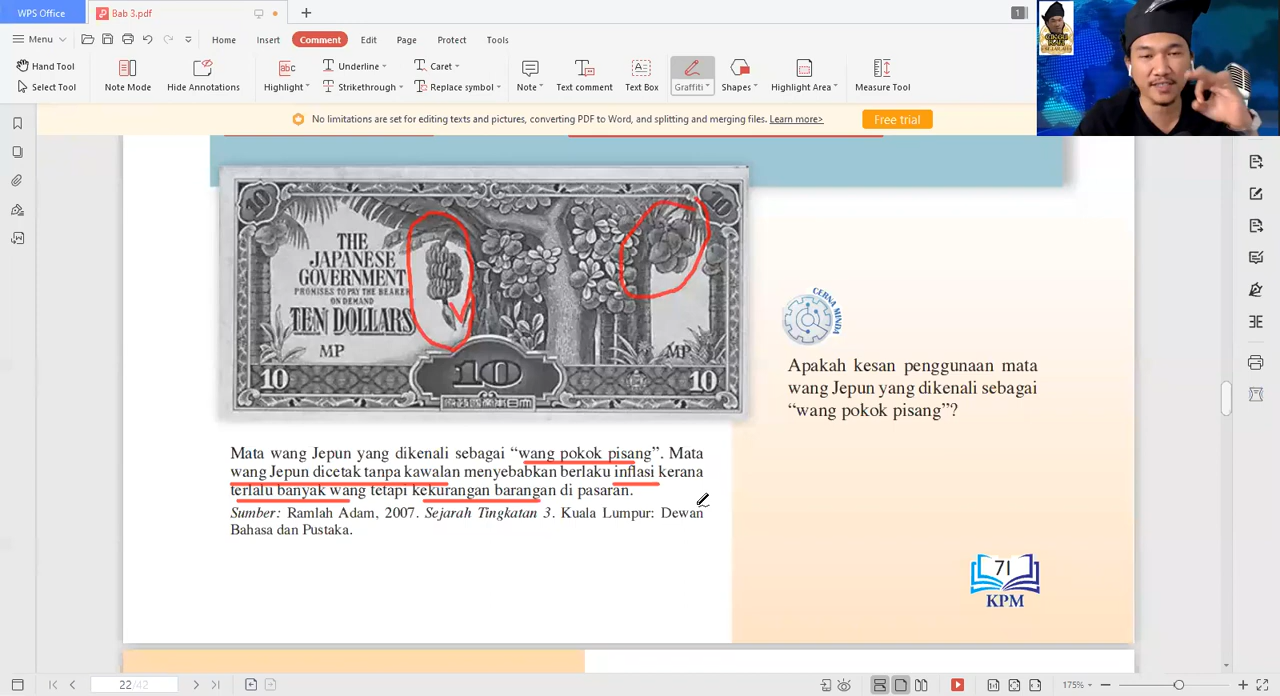 WPS Office
Bab 3.pdf
1
Menu
Home
Insert
Comment
Edit
Page
Protect
Tools
Hand Tool
Select Tool
Note Mode
Hide Annotations
Highlight
Underline
Strikethrough
Caret
Replace symbol
Note
Text comment
Text Box
Graffiti
Shapes
Highlight Area
Measure Tool
No limitations are set for editing texts and pictures, converting PDF to Word, and splitting and merging files. Learn more>
Free trial
10
10
THE
JAPANESE
GOVERNMENT
PROMISES TO PAY THE BEARER
ON DEMAND
TEN DOLLARS
MP
MP
10
10
10
CERNA MINDA
Apakah kesan penggunaan mata
wang Jepun yang dikenali sebagai
“wang pokok pisang”?
Mata wang Jepun yang dikenali sebagai “wang pokok pisang”. Mata
wang Jepun dicetak tanpa kawalan menyebabkan berlaku inflasi kerana
terlalu banyak wang tetapi kekurangan barangan di pasaran.
Sumber: Ramlah Adam, 2007. Sejarah Tingkatan 3. Kuala Lumpur: Dewan
Bahasa dan Pustaka.
71
KPM
22/42
175%